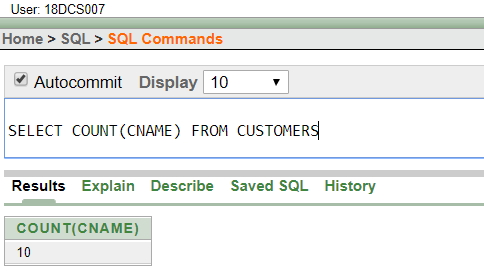 User: 18DCS007
Home > SQL > SQL Commands
Autocommit Display 10
SELECT COUNT(CNAME) FROM CUSTOMERS
Results Explain Describe Saved SQL History
COUNT(CNAME)
10